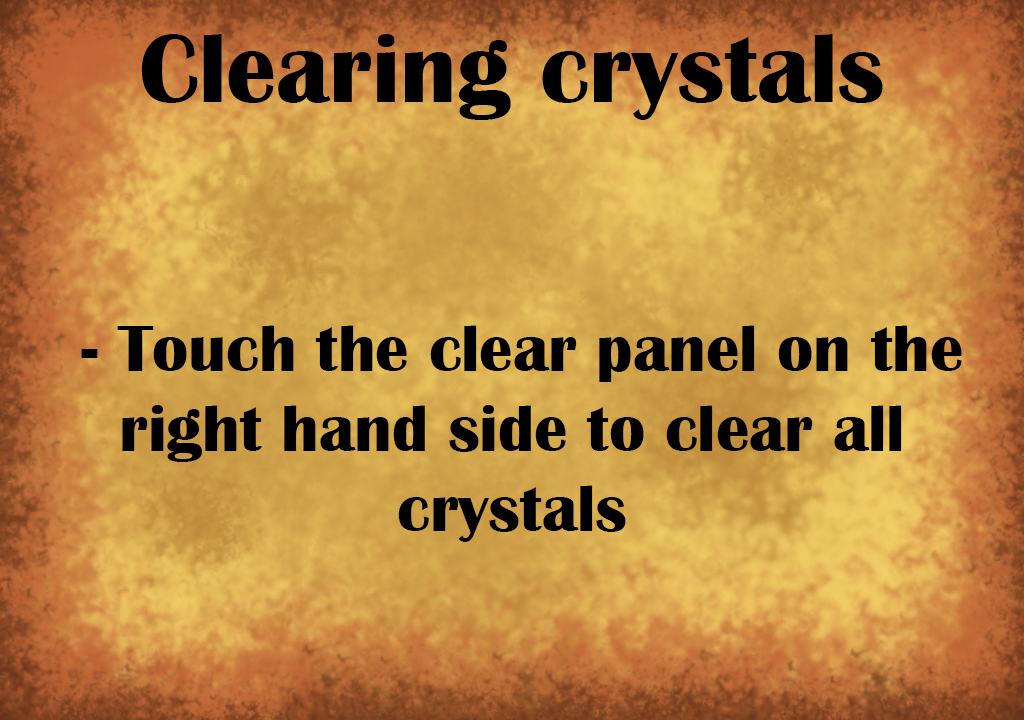 Clearing crystals
- Touch the clear panel on the
right hand side to clear all
crystals